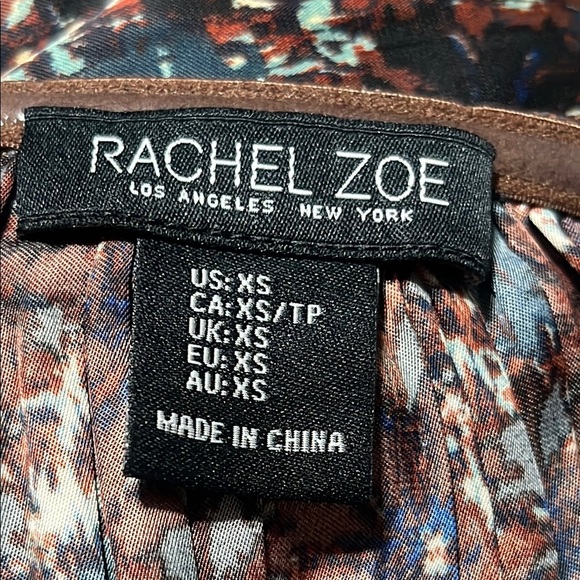 RACHEL ZOE
LOS ANGELES NEW YORK
US:XS
CA:XS/TP
UK:XS
EU:XS
AU:XS
MADE IN CHINA